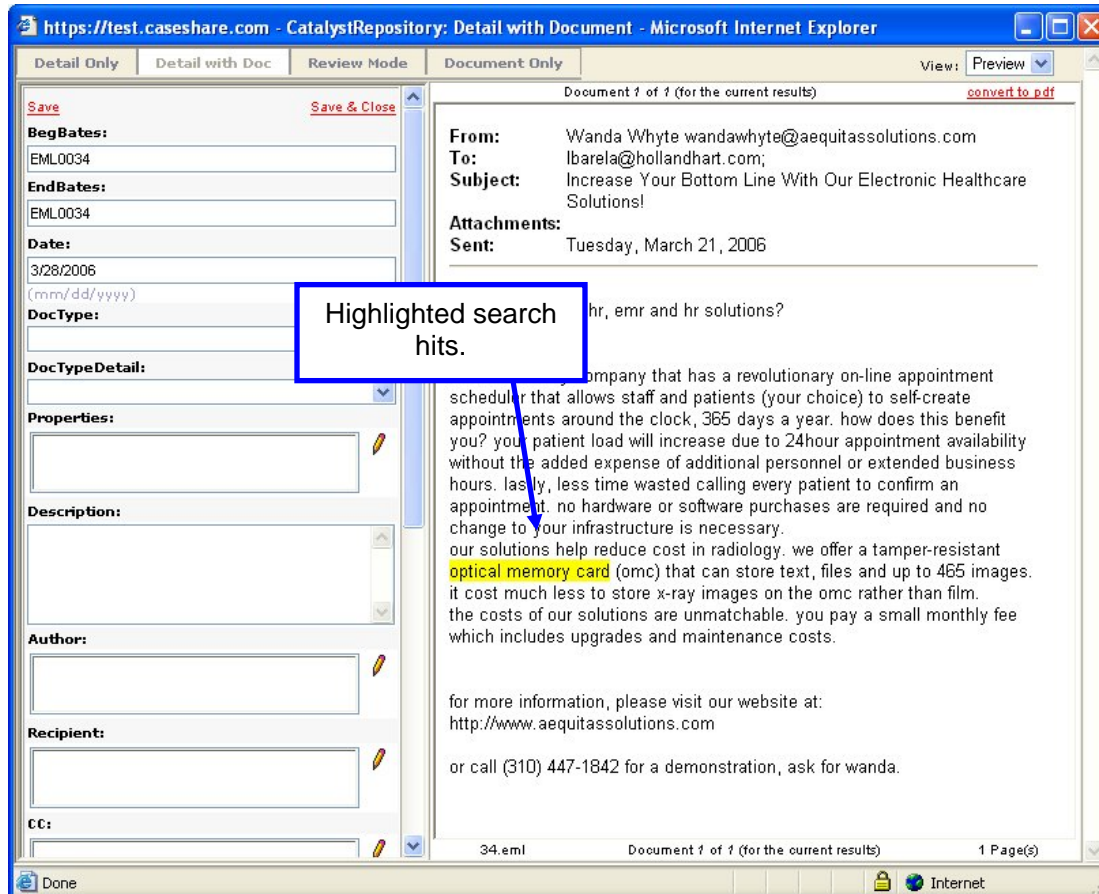 https://test.caseshare.com - CatalystRepository: Detail with Document - Microsoft Internet Explorer
Detail Only Detail with Doc Review Mode Document Only View: Preview
Save Save & Close
BegBates:
EML0034
EndBates:
EML0034
Date:
3/28/2006
(mm/dd/yyyy)
DocType:
DocTypeDetail:
Properties:
Description:
Author:
Recipient:
CC:
Document 1 of 1 (for the current results) convert to pdf
From: Wanda Whyte wandawhyte@aequitassolutions.com
To: lbarela@hollandhart.com;
Subject: Increase Your Bottom Line With Our Electronic Healthcare
Solutions!
Attachments:
Sent: Tuesday, March 21, 2006
Highlighted search
hits.
hr, emr and hr solutions?
company that has a revolutionary on-line appointment
scheduler that allows staff and patients (your choice) to self-create
appointments around the clock, 365 days a year. how does this benefit
you? your patient load will increase due to 24hour appointment availability
without the added expense of additional personnel or extended business
hours. lastly, less time wasted calling every patient to confirm an
appointment. no hardware or software purchases are required and no
change to your infrastructure is necessary.
our solutions help reduce cost in radiology. we offer a tamper-resistant
optical memory card (omc) that can store text, files and up to 465 images.
it cost much less to store x-ray images on the omc rather than film.
the costs of our solutions are unmatchable. you pay a small monthly fee
which includes upgrades and maintenance costs.
for more information, please visit our website at:
http://www.aequitassolutions.com
or call (310) 447-1842 for a demonstration, ask for wanda.
34.eml Document 1 of 1 (for the current results) 1 Page(s)
Done Internet